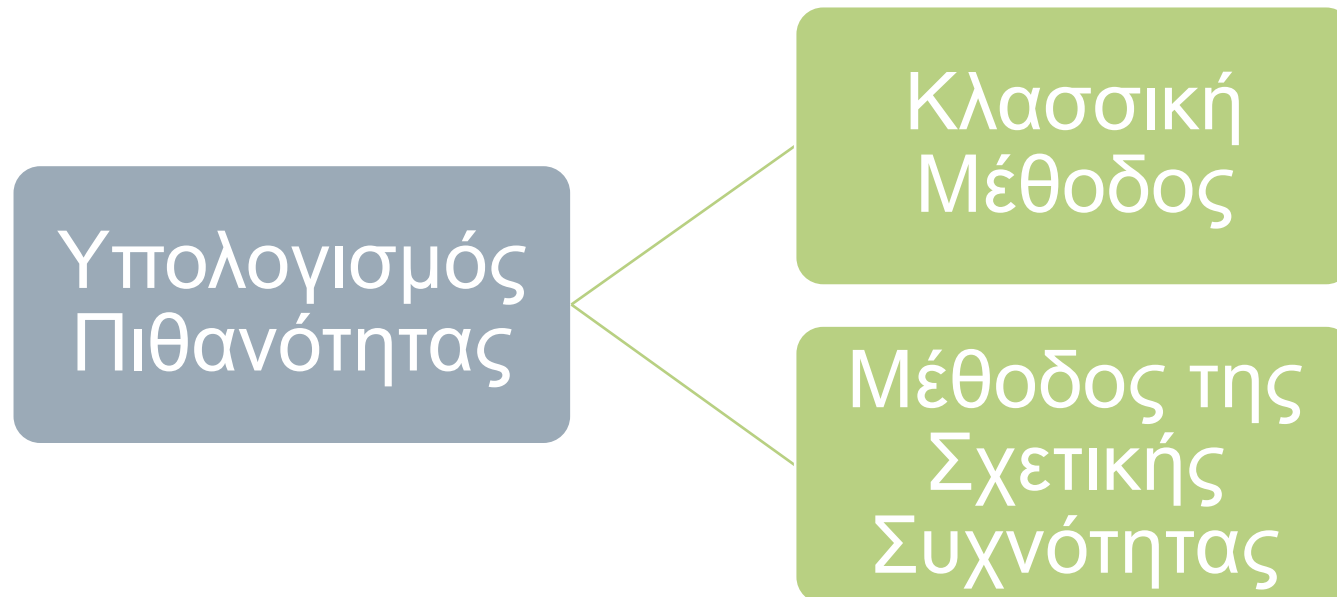 Υπολογισμός
Πιθανότητας
Κλασσική
Μέθοδος
Μέθοδος της
Σχετικής
Συχνότητας